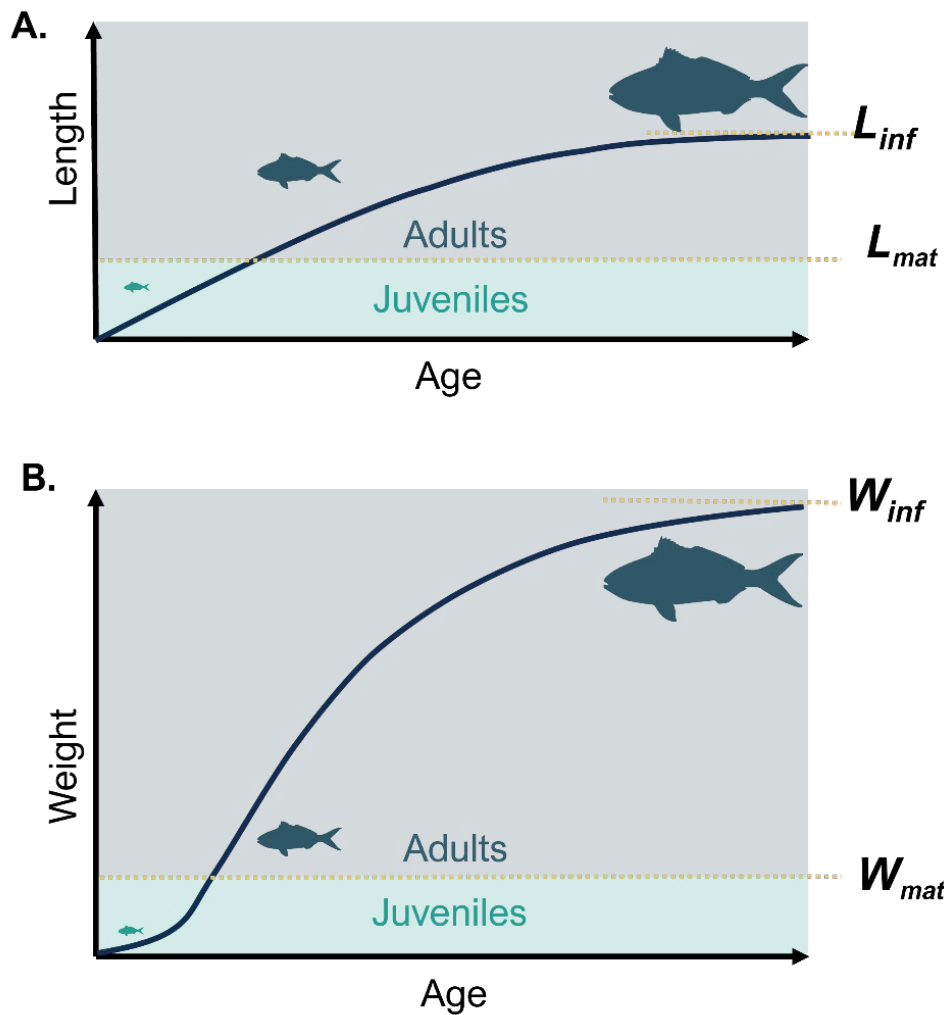 A.
Length
L_inf
Adults
L_mat
Juveniles
Age
B.
W_inf
Weight
Adults
W_mat
Juveniles
Age